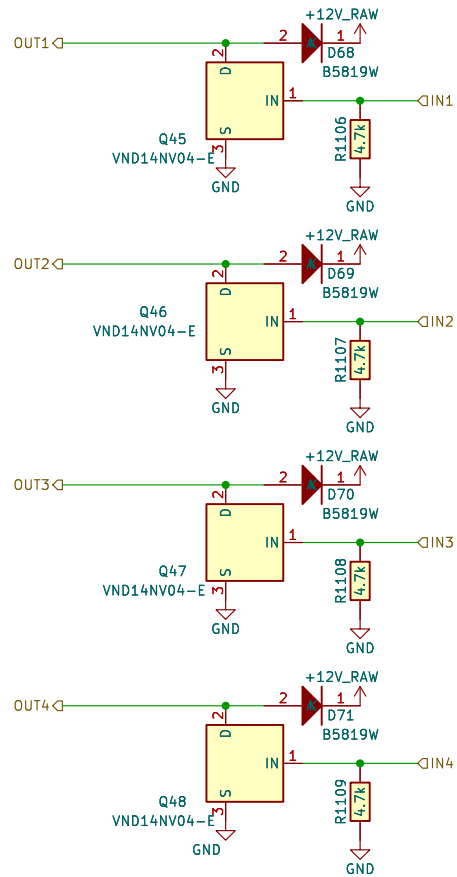 +12V_RAW
OUT1
2
1
D68
B5819W
2
D
IN
1
IN1
Q45
VND14NV04-E
S
3
GND
R1106
4.7k
GND
+12V_RAW
OUT2
2
1
D69
B5819W
2
D
IN
1
IN2
Q46
VND14NV04-E
S
3
GND
R1107
4.7k
GND
+12V_RAW
OUT3
2
1
D70
B5819W
2
D
IN
1
IN3
Q47
VND14NV04-E
S
3
GND
R1108
4.7k
GND
+12V_RAW
OUT4
2
1
D71
B5819W
2
D
IN
1
IN4
Q48
VND14NV04-E
S
3
GND
R1109
4.7k
GND